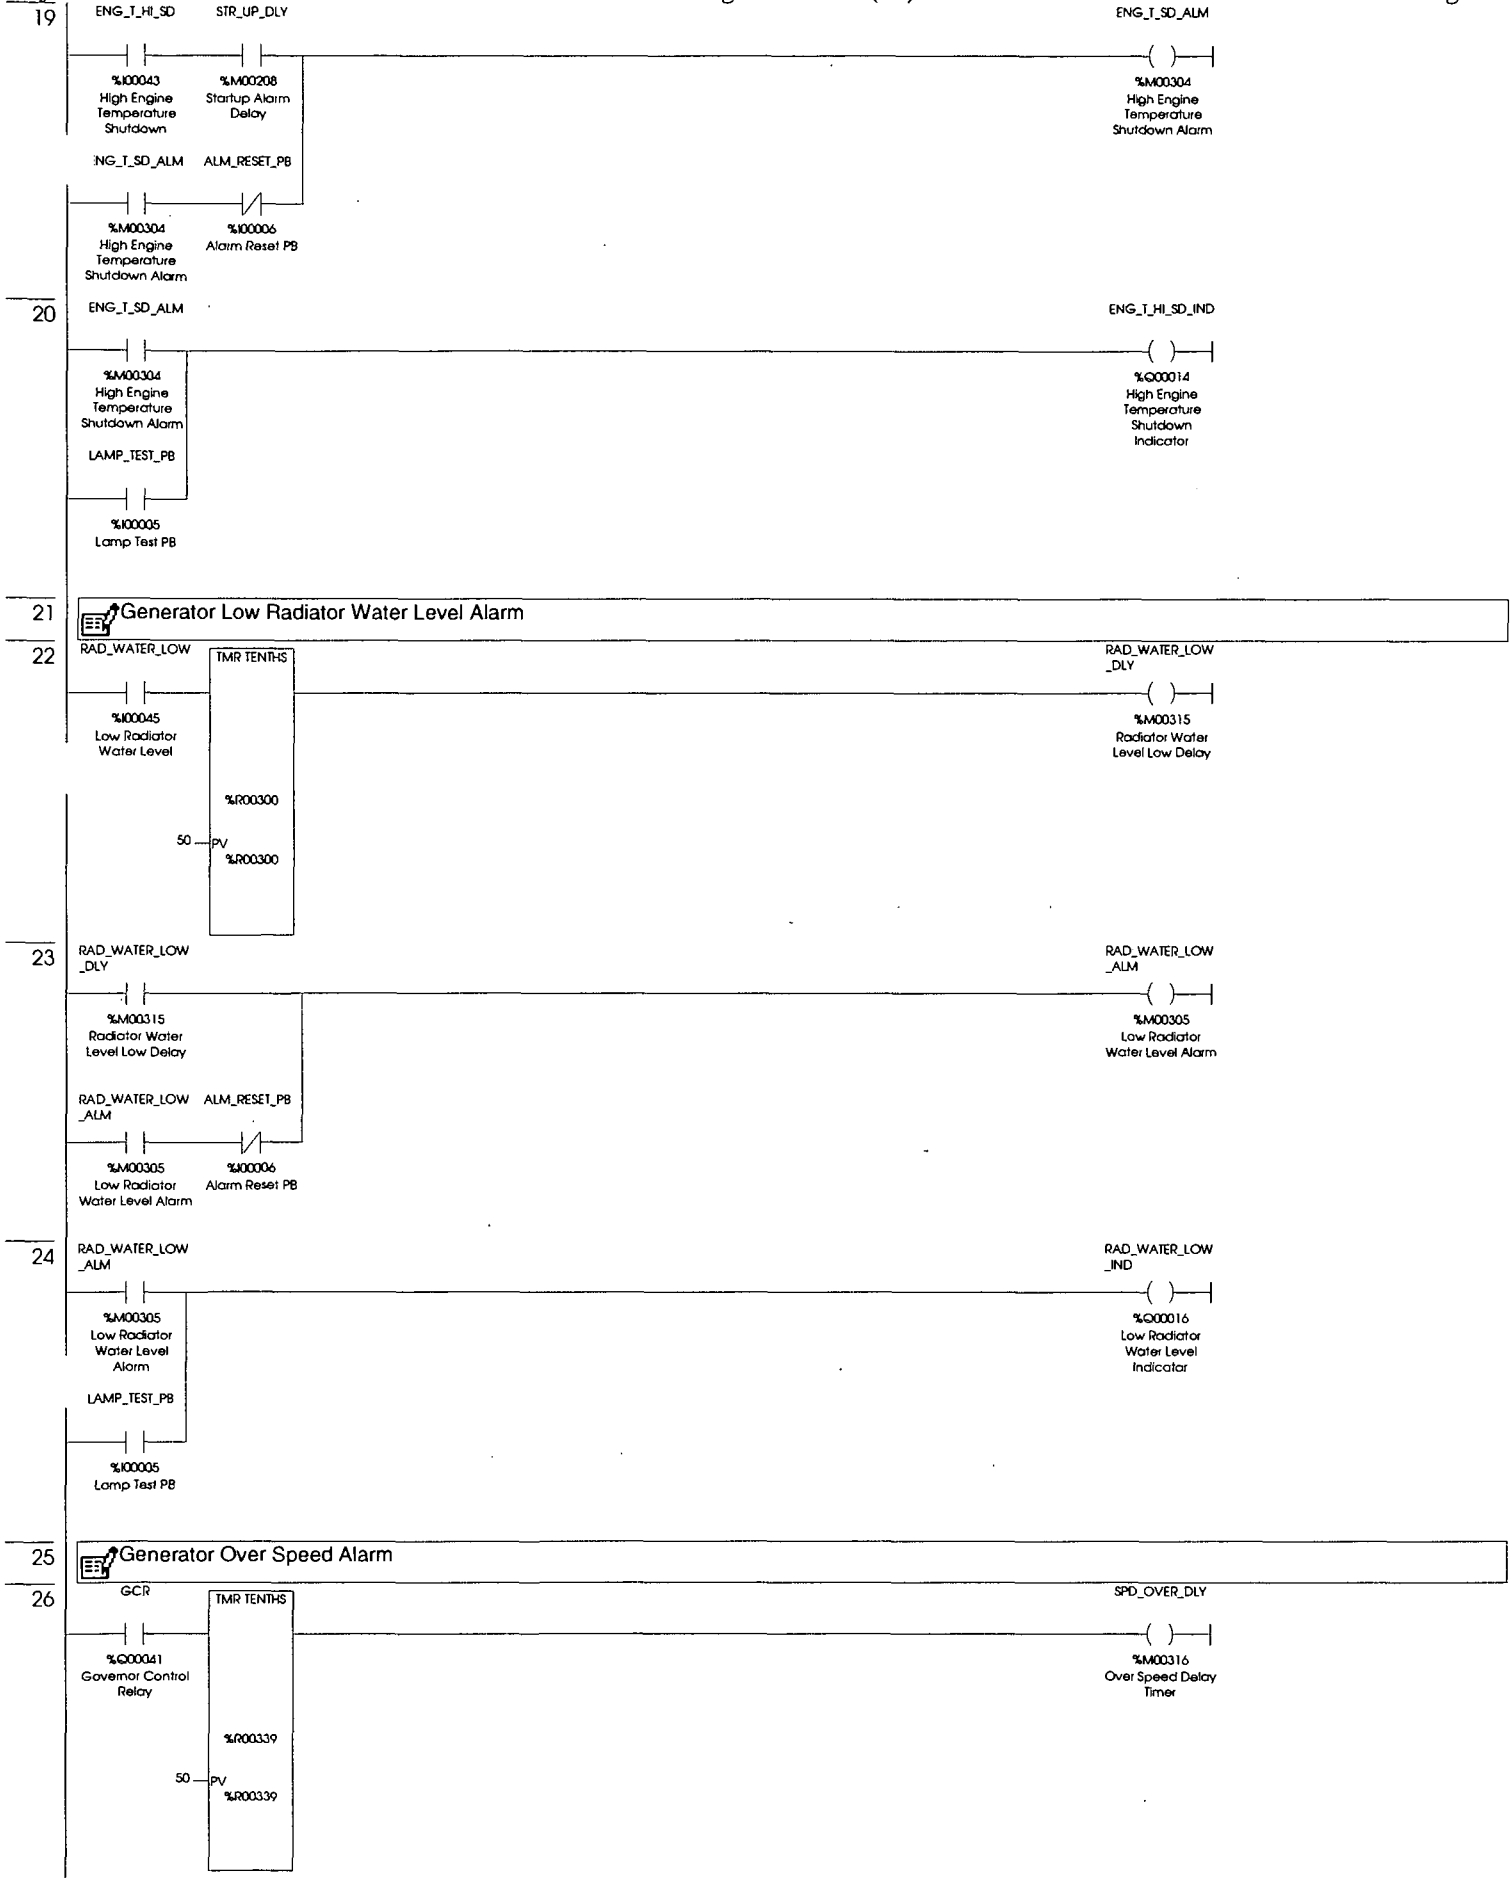 19
ENG_T_HI_SD STR_UP_DLY ENG_T_SD_ALM
%I00043 %M00208 %M00304
High Engine Startup Alarm High Engine
Temperature Delay Temperature
Shutdown Shutdown Alarm
NG_T_SD_ALM ALM_RESET_PB
%M00304 %I00006
High Engine Alarm Reset PB
Temperature
Shutdown Alarm
20
ENG_T_SD_ALM ENG_T_HI_SD_IND
%M00304 %Q00014
High Engine High Engine
Temperature Temperature
Shutdown Alarm Shutdown
Indicator
LAMP_TEST_PB
%I00005
Lamp Test PB
21 Generator Low Radiator Water Level Alarm
22
RAD_WATER_LOW TMR TENTHS RAD_WATER_LOW
_DLY
%I00045 %M00315
Low Radiator Radiator Water
Water Level Level Low Delay
%R00300
50 PV
%R00300
23
RAD_WATER_LOW RAD_WATER_LOW
_DLY _ALM
%M00315 %M00305
Radiator Water Low Radiator
Level Low Delay Water Level Alarm
RAD_WATER_LOW ALM_RESET_PB
_ALM
%M00305 %I00006
Low Radiator Alarm Reset PB
Water Level Alarm
24
RAD_WATER_LOW RAD_WATER_LOW
_ALM _IND
%M00305 %Q00016
Low Radiator Low Radiator
Water Level Water Level
Alarm Indicator
LAMP_TEST_PB
%I00005
Lamp Test PB
25 Generator Over Speed Alarm
26
GCR TMR TENTHS SPD_OVER_DLY
%Q00041 %M00316
Governor Control Over Speed Delay
Relay Timer
%R00339
50 PV
%R00339